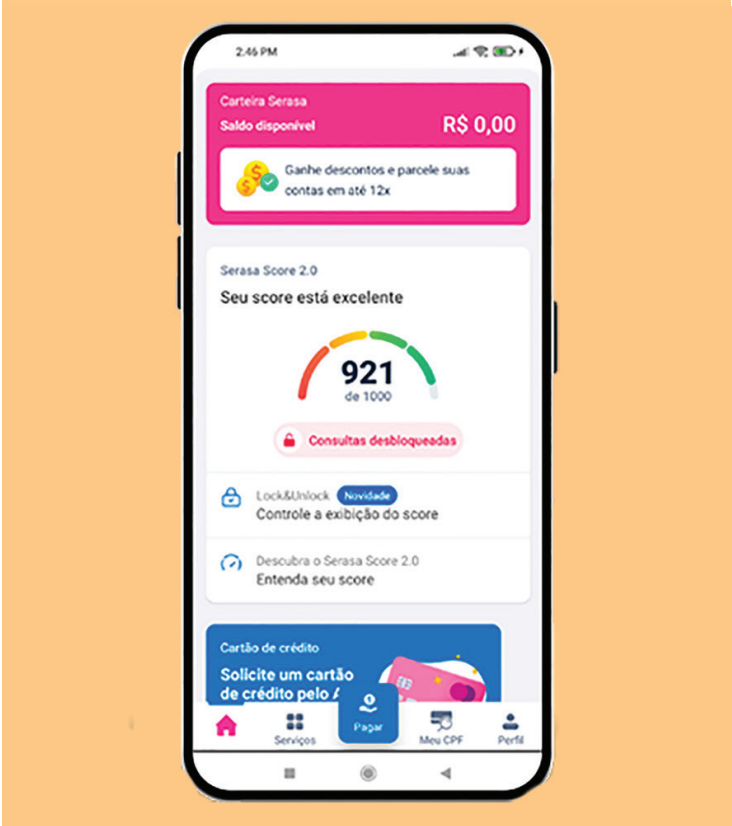 2:46 PM
Carteira Serasa
Saldo disponível
R$ 0,00
Ganhe descontos e parcele suas
contas em até 12x
Serasa Score 2.0
Seu score está excelente
921
de 1000
Consultas desbloqueadas
Lock&Unlock Novidade
Controle a exibição do score
Descubra o Serasa Score 2.0
Entenda seu score
Cartão de crédito
Solicite um cartão
de crédito pelo A
Serviços
Pagar
Meu CPF
Perfil